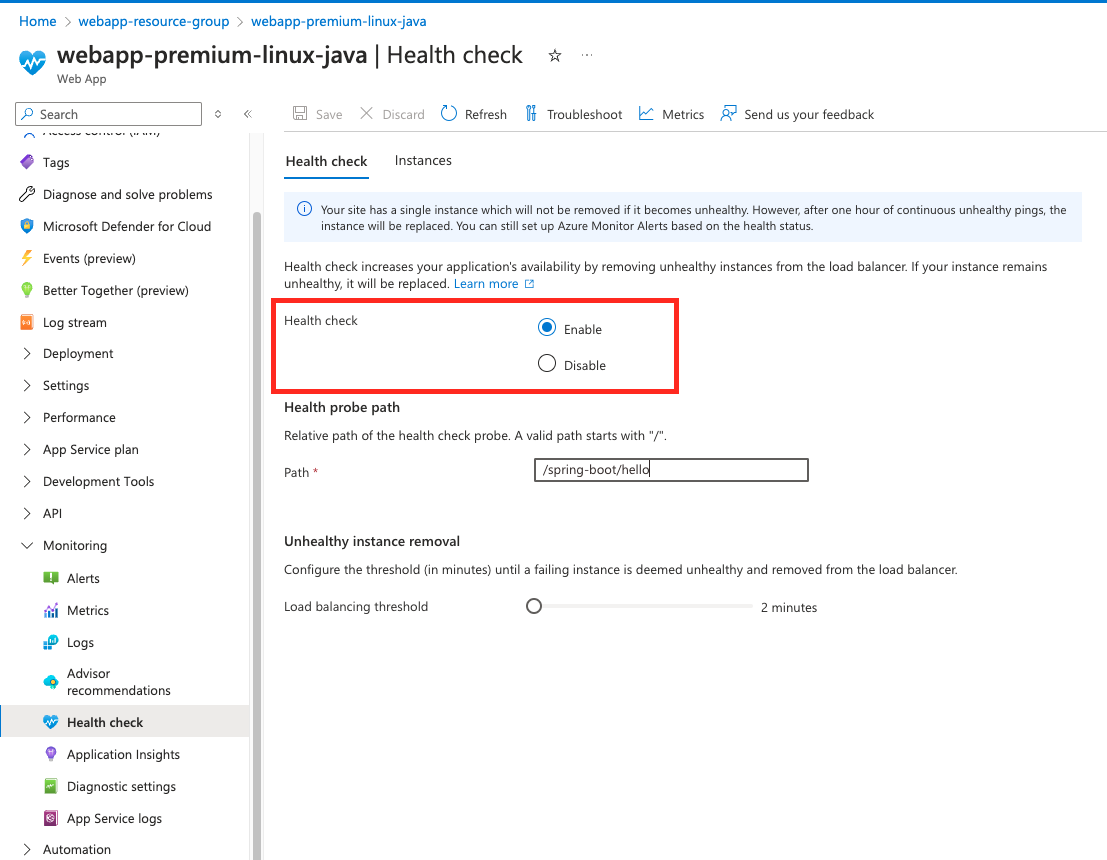 Home > webapp-resource-group > webapp-premium-linux-java
webapp-premium-linux-java | Health check
Web App
Search
Save
Discard
Refresh
Troubleshoot
Metrics
Send us your feedback
Access control (IAM)
Tags
Diagnose and solve problems
Microsoft Defender for Cloud
Events (preview)
Better Together (preview)
Log stream
Deployment
Settings
Performance
App Service plan
Development Tools
API
Monitoring
Alerts
Metrics
Logs
Advisor
recommendations
Health check
Application Insights
Diagnostic settings
App Service logs
Automation
Health check
Instances
Your site has a single instance which will not be removed if it becomes unhealthy. However, after one hour of continuous unhealthy pings, the
instance will be replaced. You can still set up Azure Monitor Alerts based on the health status.
Health check increases your application's availability by removing unhealthy instances from the load balancer. If your instance remains
unhealthy, it will be replaced. Learn more
Health check
Enable
Disable
Health probe path
Relative path of the health check probe. A valid path starts with "/".
Path *
/spring-boot/hello
Unhealthy instance removal
Configure the threshold (in minutes) until a failing instance is deemed unhealthy and removed from the load balancer.
Load balancing threshold
2 minutes